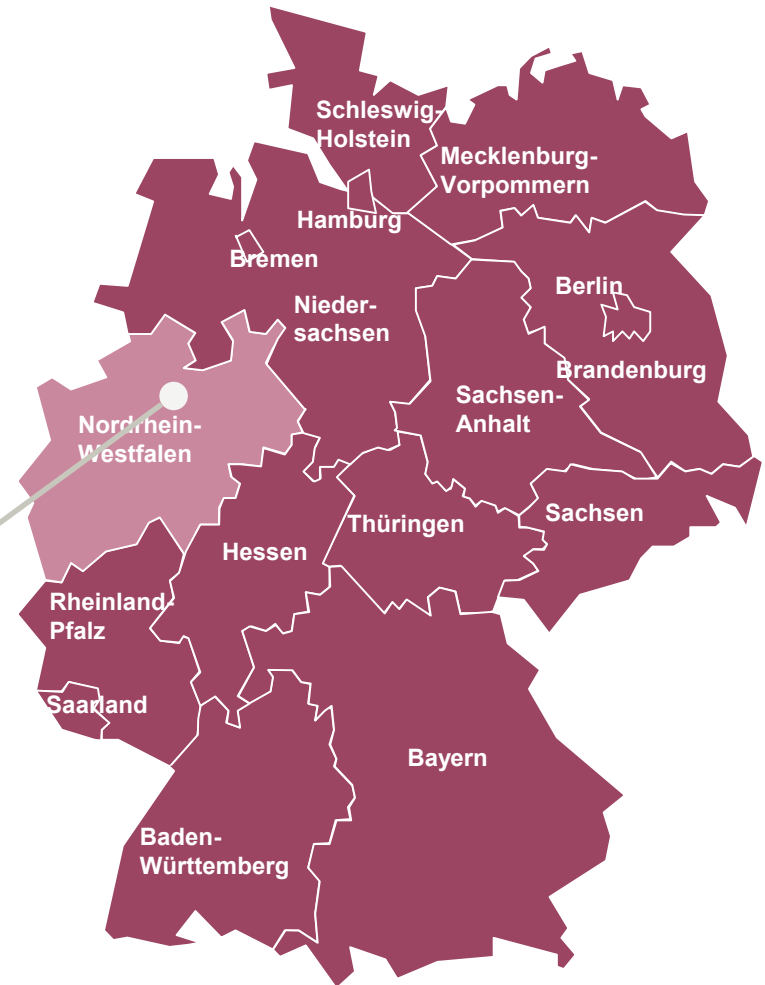 Schleswig-
Holstein
Mecklenburg-
Vorpommern
Hamburg
Bremen
Berlin
Nieder-
sachsen
Brandenburg
Sachsen-
Anhalt
Nordrhein-
Westfalen
Sachsen
Thüringen
Hessen
Rheinland-
Pfalz
Saarland
Bayern
Baden-
Württemberg